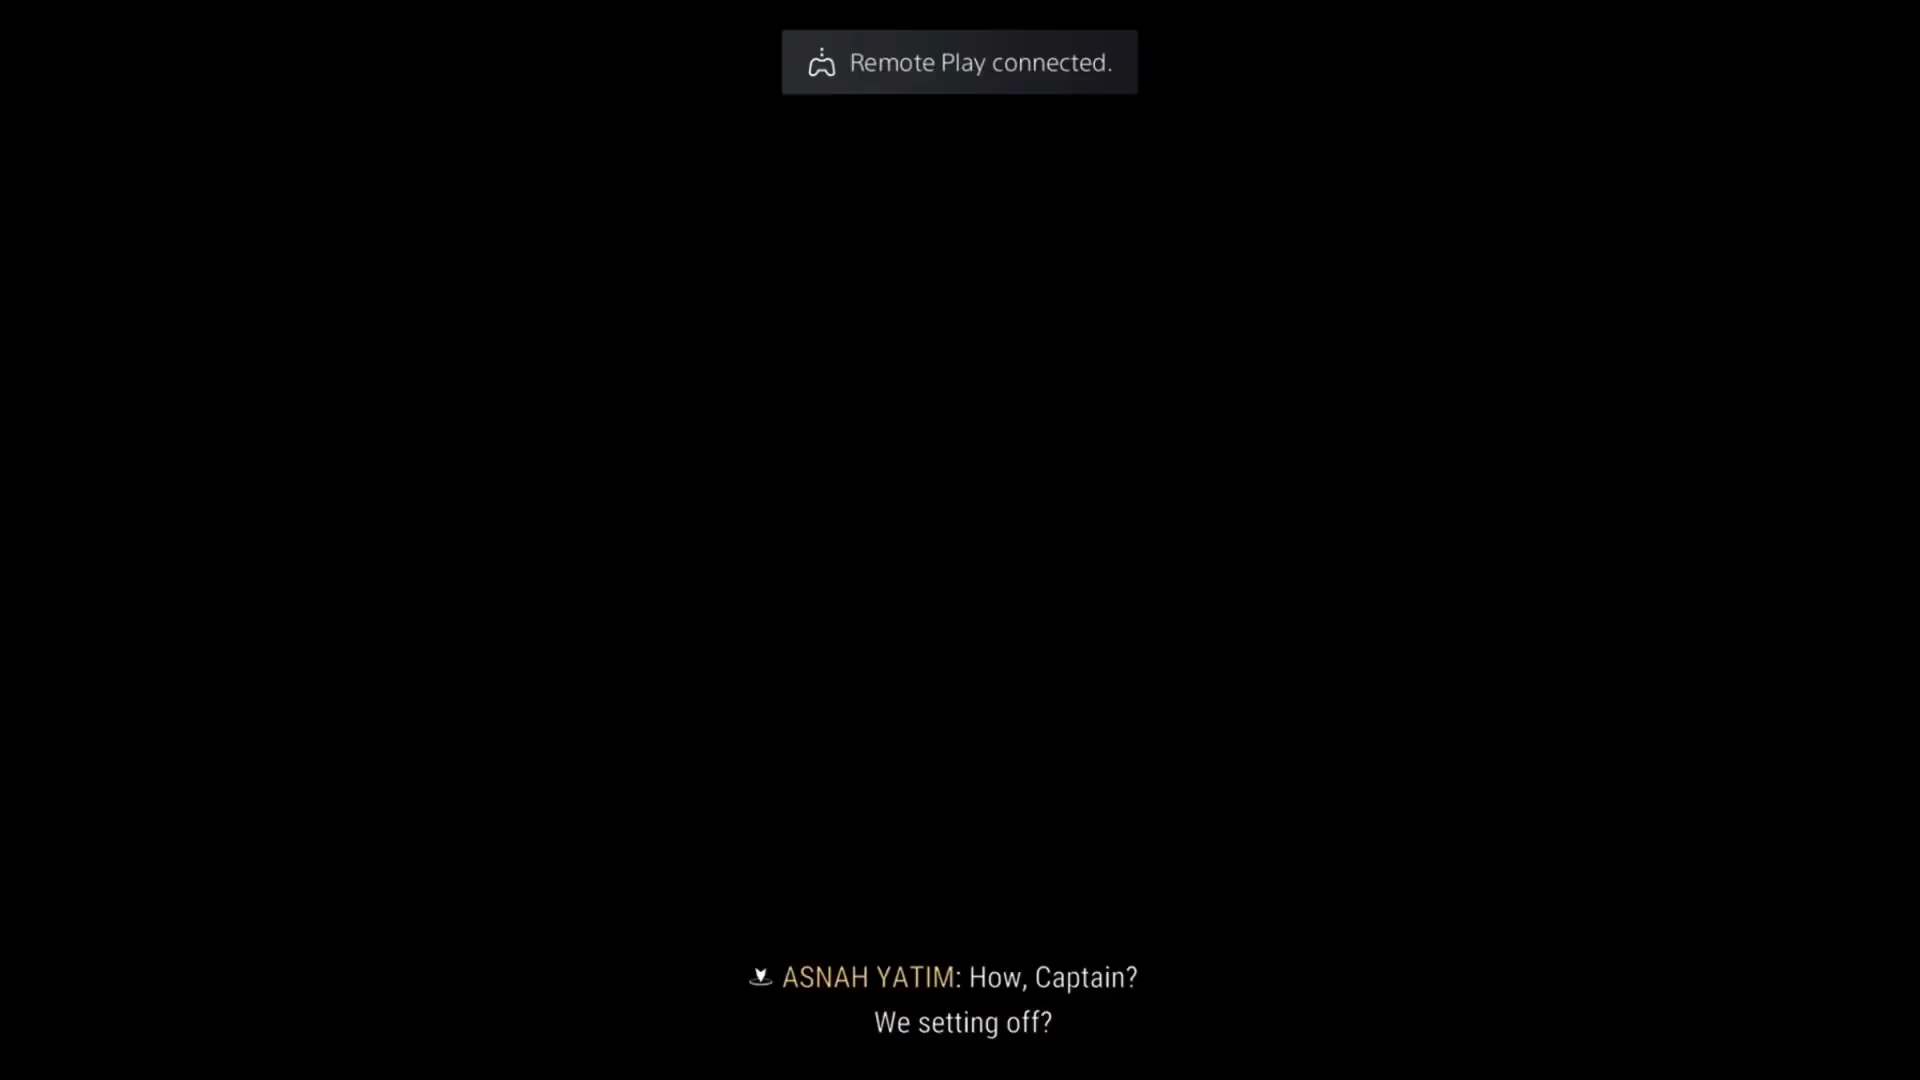 Remote Play connected.
ASNAH YATIM: How, Captain?
We setting off?